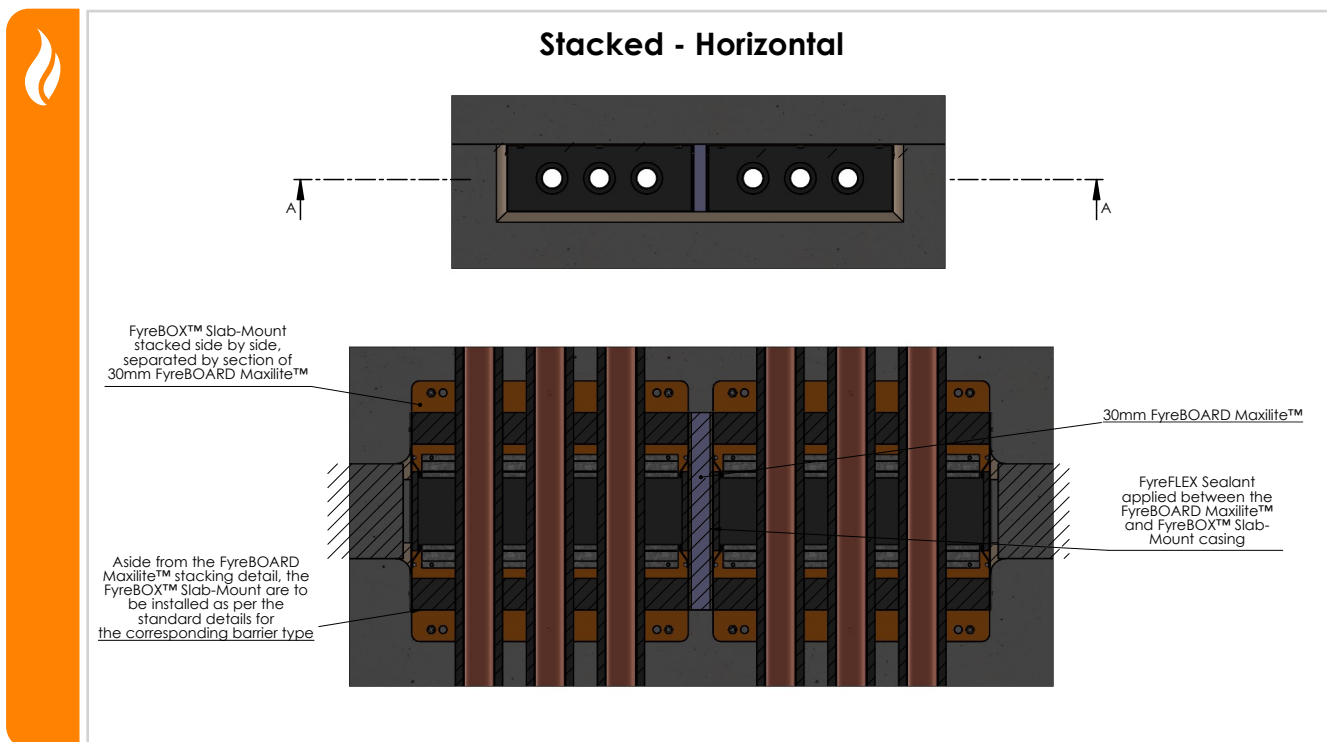 Stacked - Horizontal
A
A
FyreBOX™ Slab-Mount
stacked side by side,
separated by section of
30mm FyreBOARD Maxilite™
30mm FyreBOARD Maxilite™
FyreFLEX Sealant
applied between the
FyreBOARD Maxilite™
and FyreBOX™ Slab-
Mount casing
Aside from the FyreBOARD
Maxilite™ stacking detail, the
FyreBOX™ Slab-Mount are to
be installed as per the
standard details for
the corresponding barrier type